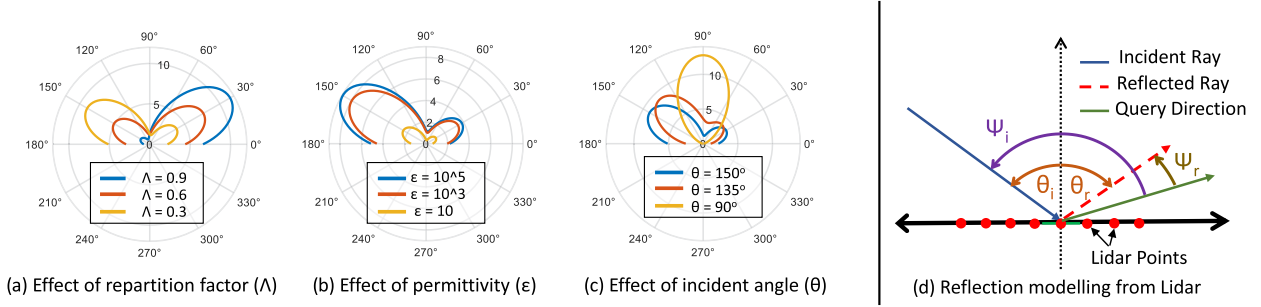 90°
120°
60°
150°
30°
180°
0°
210°
330°
240°
300°
270°
10
5
0
Λ = 0.9
Λ = 0.6
Λ = 0.3
(a) Effect of repartition factor (Λ)
90°
120°
60°
150°
30°
180°
0°
210°
330°
240°
300°
270°
8
6
4
2
0
ε = 10^5
ε = 10^3
ε = 10
(b) Effect of permittivity (ε)
90°
120°
60°
150°
30°
180°
0°
210°
330°
240°
300°
270°
10
5
0
θ = 150°
θ = 135°
θ = 90°
(c) Effect of incident angle (θ)
Incident Ray
Reflected Ray
Query Direction
Ψi
Ψr
θi
θr
Lidar Points
(d) Reflection modelling from Lidar